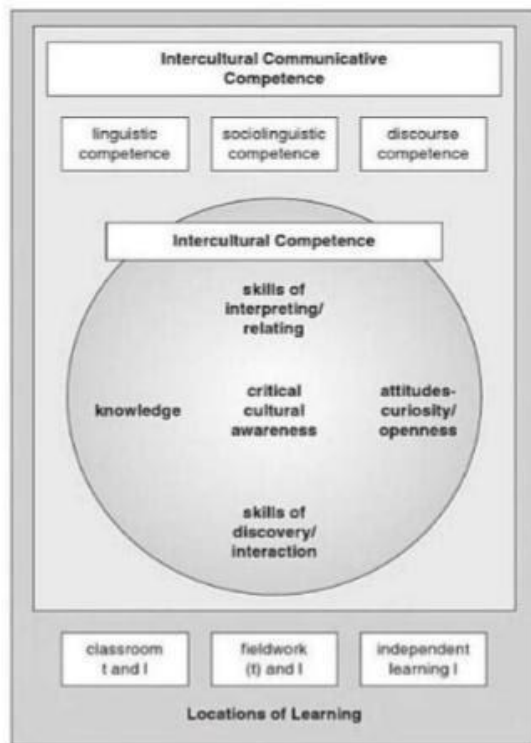 Intercultural Communicative
Competence
linguistic
competence
sociolinguistic
competence
discourse
competence
Intercultural Competence
skills of
interpreting/
relating
knowledge
critical
cultural
awareness
attitudes-
curiosity/
openness
skills of
discovery/
interaction
classroom
t and l
fieldwork
(t) and l
independent
learning l
Locations of Learning